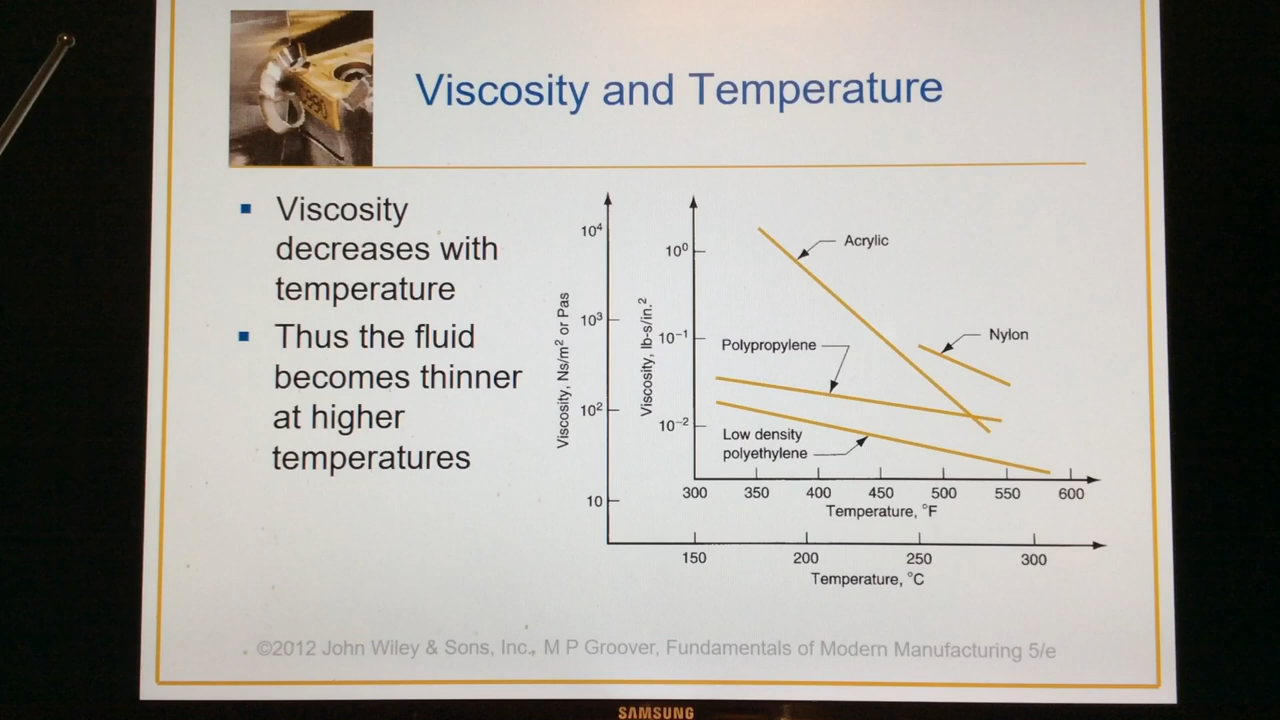 Viscosity and Temperature
▪ Viscosity
decreases with
temperature
▪ Thus the fluid
becomes thinner
at higher
temperatures
Viscosity, Ns/m² or Pas
10⁴
10³
10²
10
Viscosity, lb-s/in.²
10⁰
10⁻¹
10⁻²
Acrylic
Nylon
Polypropylene
Low density
polyethylene
300 350 400 450 500 550 600
Temperature, °F
150 200 250 300
Temperature, °C
©2012 John Wiley & Sons, Inc., M P Groover, Fundamentals of Modern Manufacturing 5/e
SAMSUNG